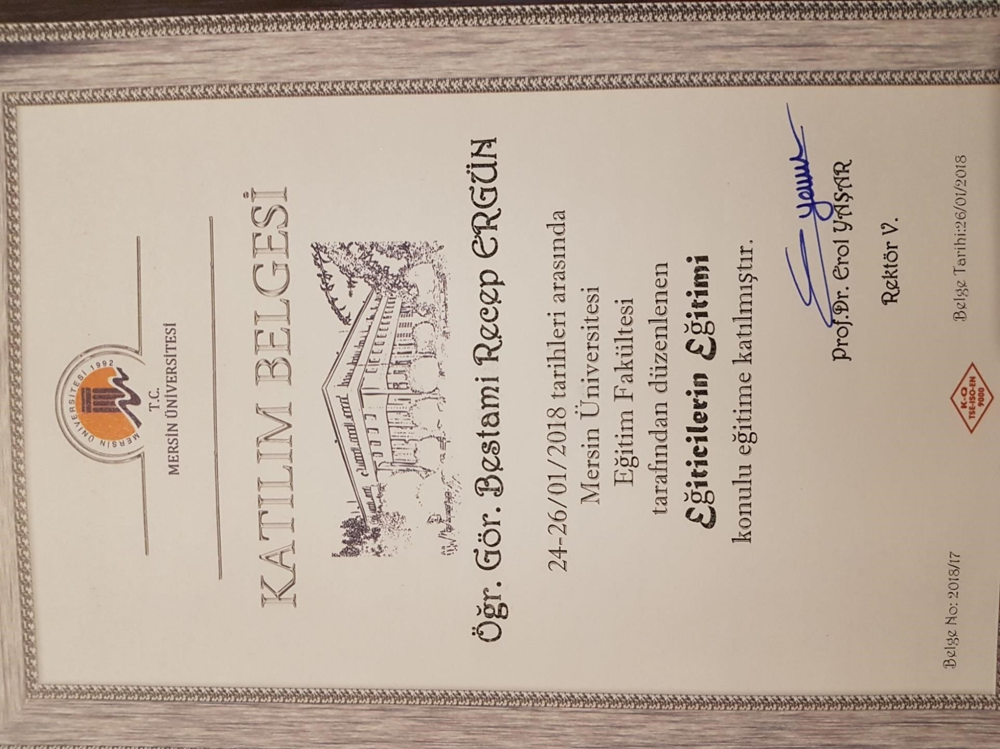 MERSİN ÜNİVERSİTESİ 1992
T.C.
MERSİN ÜNİVERSİTESİ
KATILIM BELGESİ
Öğr. Gör. Bestami Recep ERGÜN
24-26/01/2018 tarihleri arasında
Mersin Üniversitesi
Eğitim Fakültesi
tarafından düzenlenen
Eğiticilerin Eğitimi
konulu eğitime katılmıştır.
Prof.Dr. Erol YAŞAR
Rektör V.
Belge No: 2018/17
K-Q
TSE-ISO-EN
9000
Belge Tarihi:26/01/2018